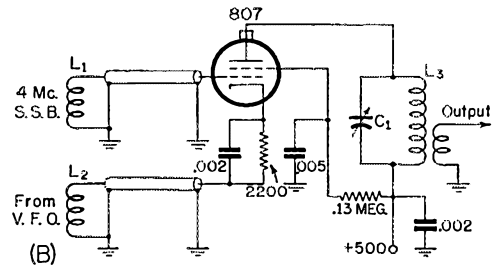 807
L1
4 Mc.
S.S.B.
L3
C1
Output
.002
.005
L2
2200
From
V.F.O.
.13 MEG.
.002
+500
(B)